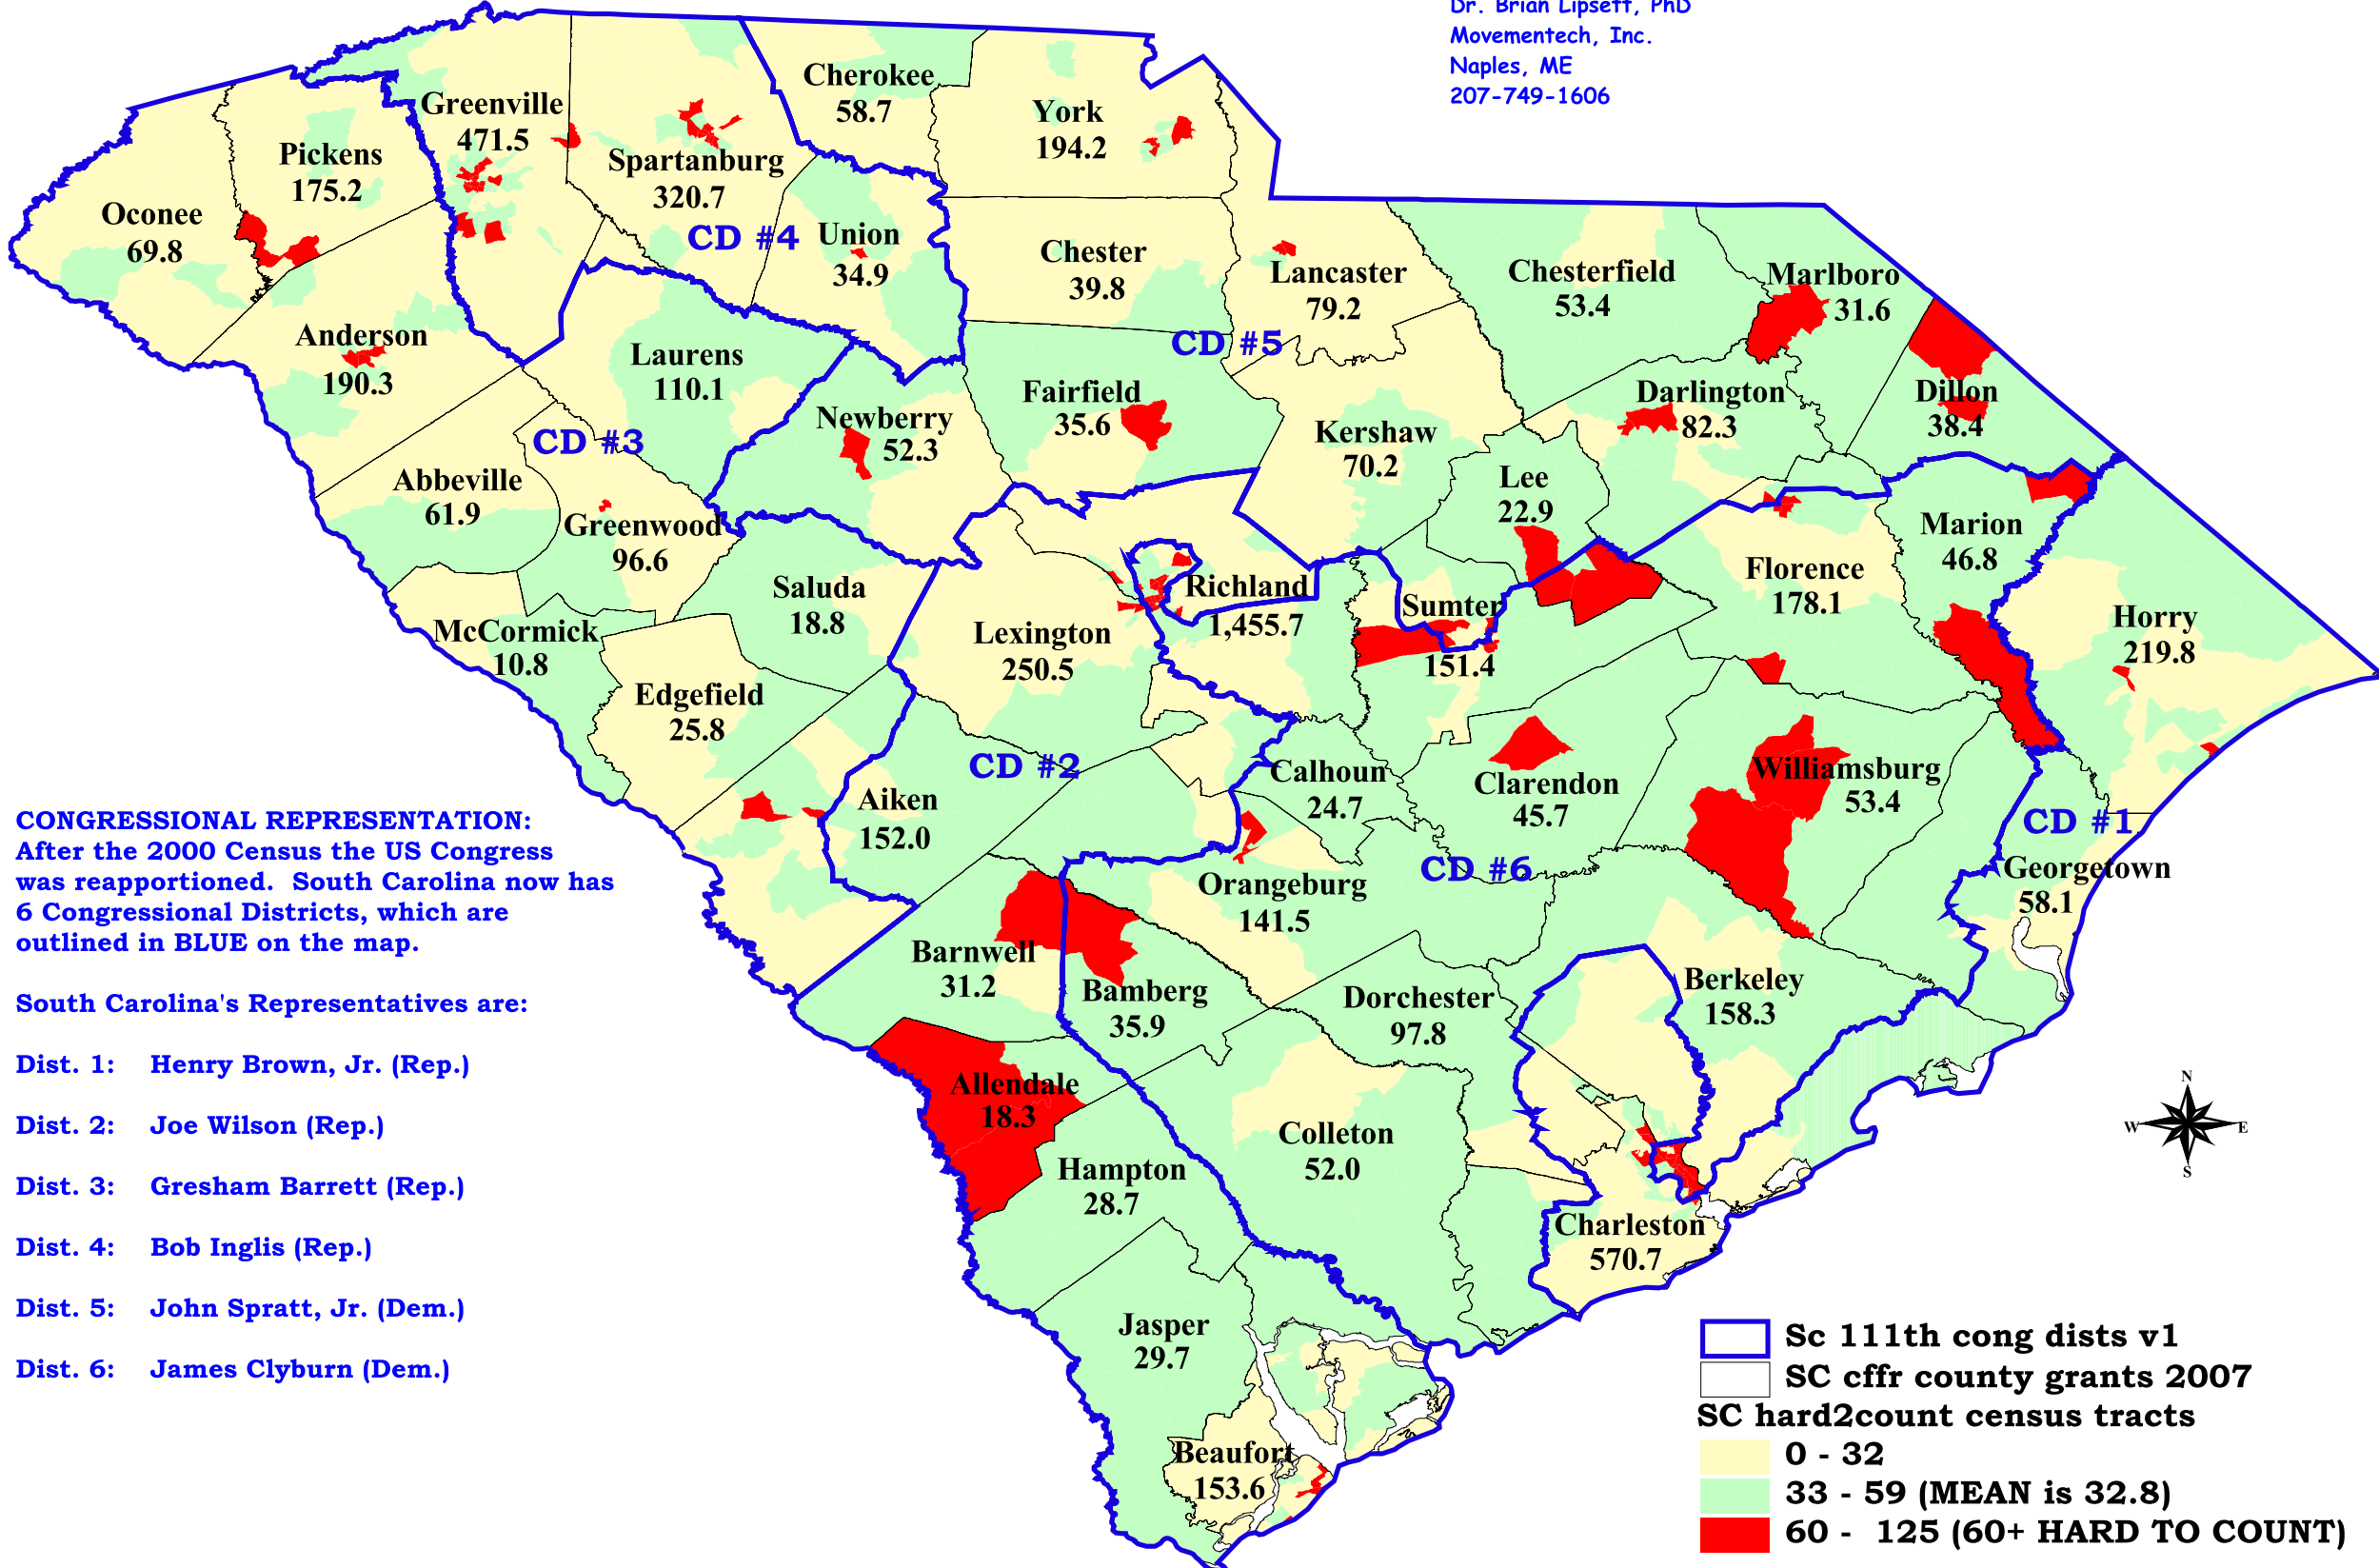 Dr. Brian Lipsett, PhD
Movementech, Inc.
Naples, ME
207-749-1606
Cherokee
58.7
York
194.2
Greenville
471.5
Pickens
175.2
Spartanburg
320.7
Oconee
69.8
CD #4
Union
34.9
Chester
39.8
Lancaster
79.2
Chesterfield
53.4
Marlboro
31.6
Anderson
190.3
Laurens
110.1
CD #5
Fairfield
35.6
Darlington
82.3
Dillon
38.4
Newberry
52.3
Kershaw
70.2
CD #3
Abbeville
61.9
Greenwood
96.6
Lee
22.9
Marion
46.8
Florence
178.1
Saluda
18.8
Richland
1,455.7
Sumter
151.4
Horry
219.8
McCormick
10.8
Lexington
250.5
Edgefield
25.8
CD #2
Calhoun
24.7
Clarendon
45.7
Williamsburg
53.4
Aiken
152.0
CD #1
CD #6
Georgetown
58.1
Orangeburg
141.5
Barnwell
31.2
Bamberg
35.9
Dorchester
97.8
Berkeley
158.3
Allendale
18.3
Colleton
52.0
Hampton
28.7
Charleston
570.7
Jasper
29.7
Beaufort
153.6
CONGRESSIONAL REPRESENTATION:
After the 2000 Census the US Congress
was reapportioned. South Carolina now has
6 Congressional Districts, which are
outlined in BLUE on the map.
South Carolina's Representatives are:
Dist. 1: Henry Brown, Jr. (Rep.)
Dist. 2: Joe Wilson (Rep.)
Dist. 3: Gresham Barrett (Rep.)
Dist. 4: Bob Inglis (Rep.)
Dist. 5: John Spratt, Jr. (Dem.)
Dist. 6: James Clyburn (Dem.)
N
W E
S
Sc 111th cong dists v1
SC cffr county grants 2007
SC hard2count census tracts
0 - 32
33 - 59 (MEAN is 32.8)
60 - 125 (60+ HARD TO COUNT)